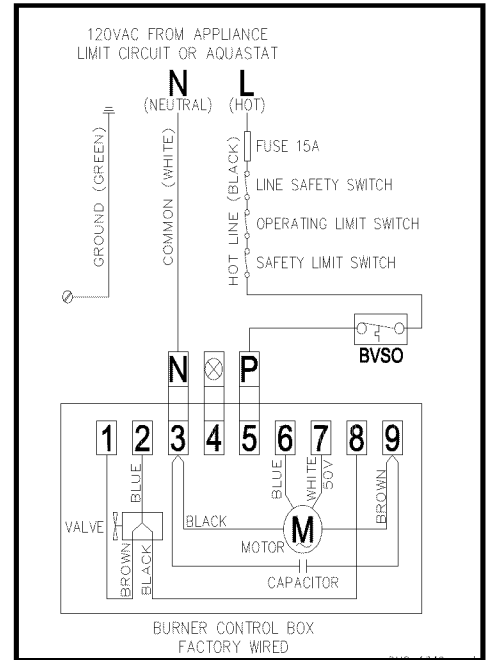 120VAC FROM APPLIANCE
LIMIT CIRCUIT OR AQUASTAT
N L
(NEUTRAL) (HOT)
GROUND (GREEN)
COMMON (WHITE)
HOT LINE (BLACK)
FUSE 15A
LINE SAFETY SWITCH
OPERATING LIMIT SWITCH
SAFETY LIMIT SWITCH
BVSO
N P
1 2 3 4 5 6 7 8 9
BLUE
BLUE
WHITE
50V
BROWN
VALVE
BLACK
M
MOTOR
BROWN
BLACK
CAPACITOR
BURNER CONTROL BOX
FACTORY WIRED